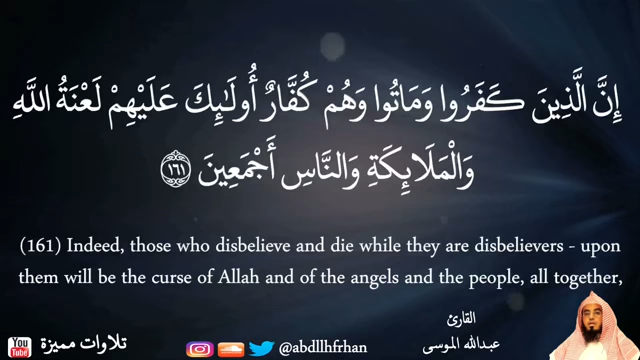 إِنَّ الَّذِينَ كَفَرُوا وَمَاتُوا وَهُمْ كُفَّارٌ أُولَٰئِكَ عَلَيْهِمْ لَعْنَةُ اللَّهِ
وَالْمَلَائِكَةِ وَالنَّاسِ أَجْمَعِينَ ١٦١
(161) Indeed, those who disbelieve and die while they are disbelievers - upon
them will be the curse of Allah and of the angels and the people, all together,
القارئ
عبدالله الموسى
You Tube تلاوات مميزة
@abdllhfrhan